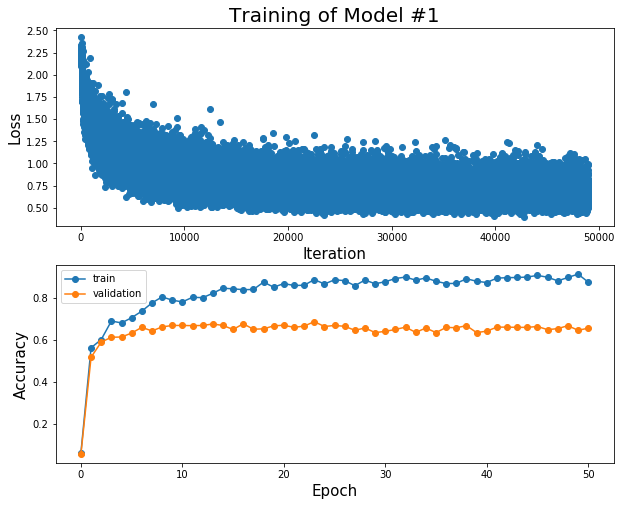 Training of Model #1
2.50
2.25
2.00
1.75
1.50
1.25
1.00
0.75
0.50
Loss
0 10000 20000 30000 40000 50000
Iteration
train
validation
0.8
0.6
0.4
0.2
Accuracy
0 10 20 30 40 50
Epoch